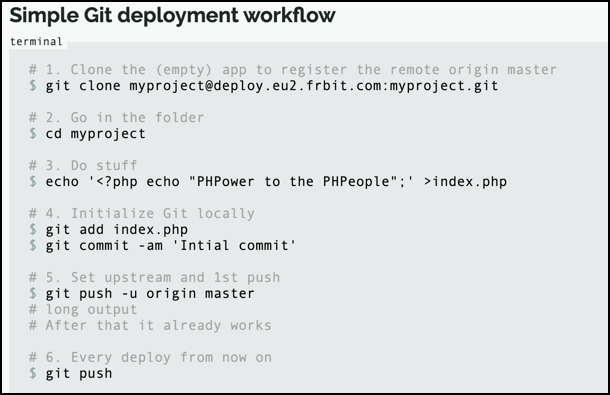 Simple Git deployment workflow
terminal
# 1. Clone the (empty) app to register the remote origin master
$ git clone myproject@deploy.eu2.frbit.com:myproject.git
# 2. Go in the folder
$ cd myproject
# 3. Do stuff
$ echo '<?php echo "PHPower to the PHPeople";' >index.php
# 4. Initialize Git locally
$ git add index.php
$ git commit -am 'Intial commit'
# 5. Set upstream and 1st push
$ git push -u origin master
# long output
# After that it already works
# 6. Every deploy from now on
$ git push